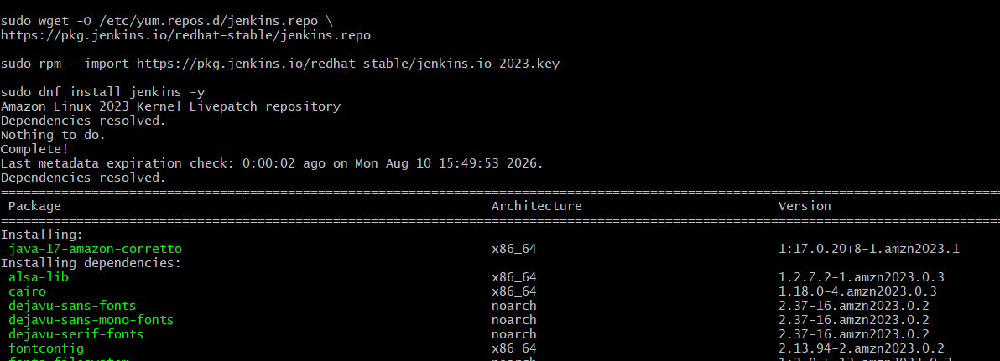 sudo wget -O /etc/yum.repos.d/jenkins.repo \
https://pkg.jenkins.io/redhat-stable/jenkins.repo
sudo rpm --import https://pkg.jenkins.io/redhat-stable/jenkins.io-2023.key
sudo dnf install jenkins -y
Amazon Linux 2023 Kernel Livepatch repository
Dependencies resolved.
Nothing to do.
Complete!
Last metadata expiration check: 0:00:02 ago on Mon Aug 10 15:49:53 2026.
Dependencies resolved.
Package Architecture Version
Installing:
java-17-amazon-corretto x86_64 1:17.0.20+8-1.amzn2023.1
Installing dependencies:
alsa-lib x86_64 1.2.7.2-1.amzn2023.0.3
cairo x86_64 1.18.0-4.amzn2023.0.3
dejavu-sans-fonts noarch 2.37-16.amzn2023.0.2
dejavu-sans-mono-fonts noarch 2.37-16.amzn2023.0.2
dejavu-serif-fonts noarch 2.37-16.amzn2023.0.2
fontconfig x86_64 2.13.94-2.amzn2023.0.2